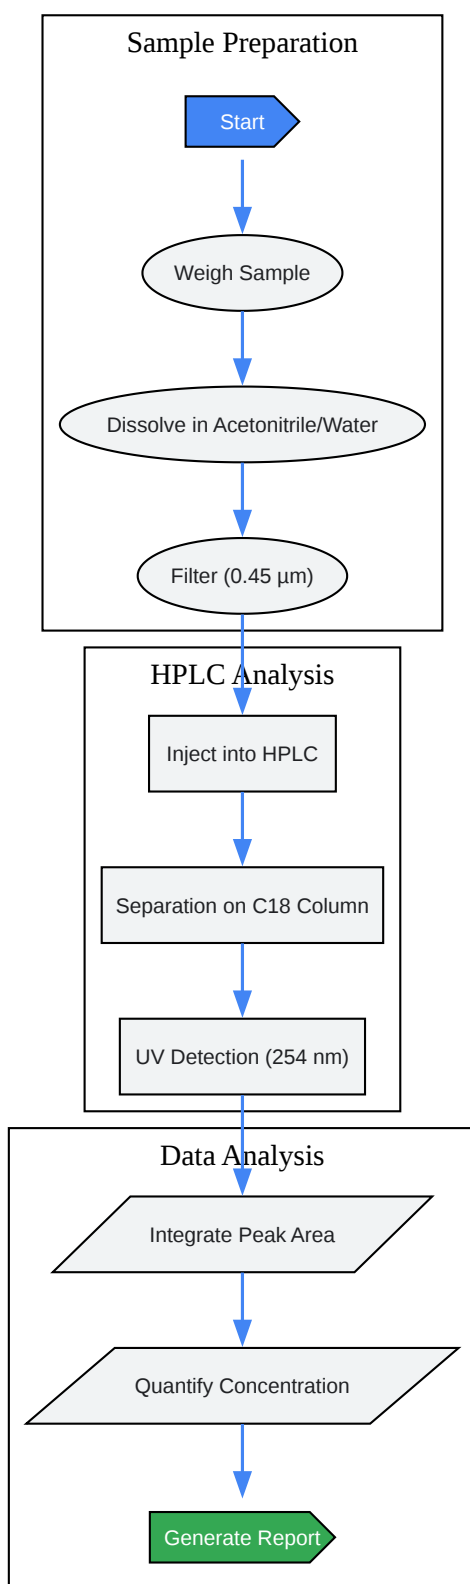 Sample Preparation
Start
Weigh Sample
Dissolve in Acetonitrile/Water
Filter (0.45 µm)
HPLC Analysis
Inject into HPLC
Separation on C18 Column
UV Detection (254 nm)
Data Analysis
Integrate Peak Area
Quantify Concentration
Generate Report